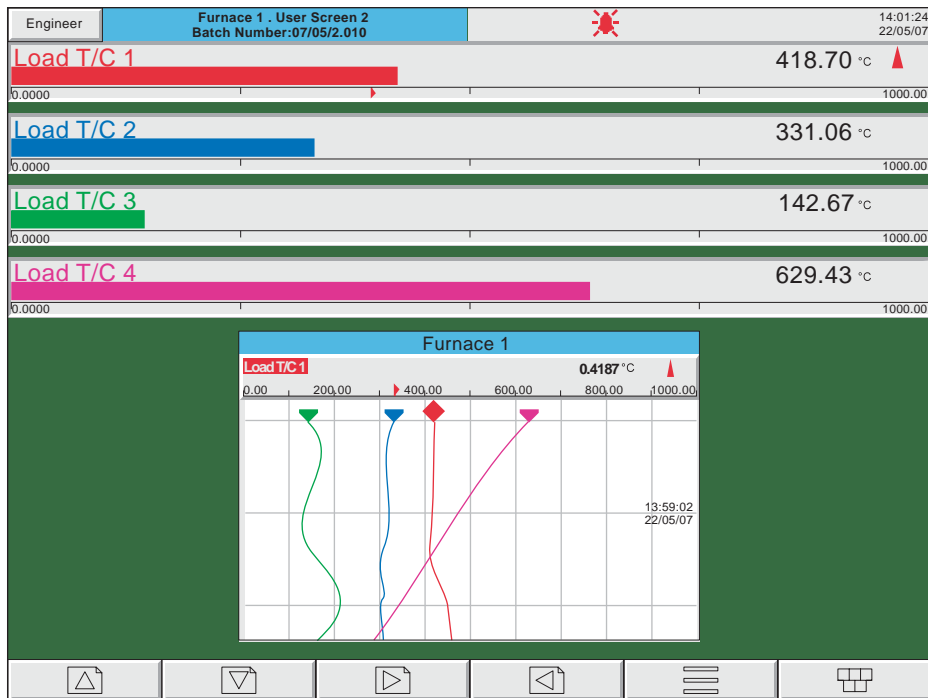 Engineer
Furnace 1 . User Screen 2
Batch Number:07/05/2.010
14:01:24
22/05/07
Load T/C 1
418.70 °C
0.0000 1000.00
Load T/C 2
331.06 °C
0.0000 1000.00
Load T/C 3
142.67 °C
0.0000 1000.00
Load T/C 4
629.43 °C
0.0000 1000.00
Furnace 1
Load T/C 1 0.4187 °C
0.00 200.00 400.00 600.00 800.00 1000.00
13:59:02
22/05/07